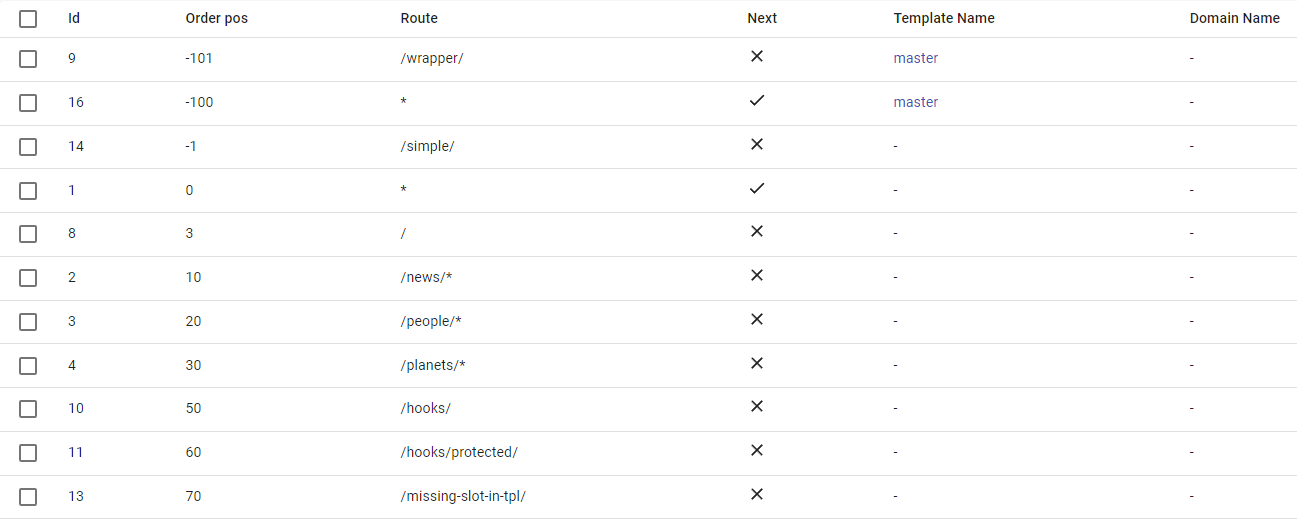 Id Order pos Route Next Template Name Domain Name
9 -101 /wrapper/ master -
16 -100 * master -
14 -1 /simple/ - -
1 0 * - -
8 3 / - -
2 10 /news/* - -
3 20 /people/* - -
4 30 /planets/* - -
10 50 /hooks/ - -
11 60 /hooks/protected/ - -
13 70 /missing-slot-in-tpl/ - -